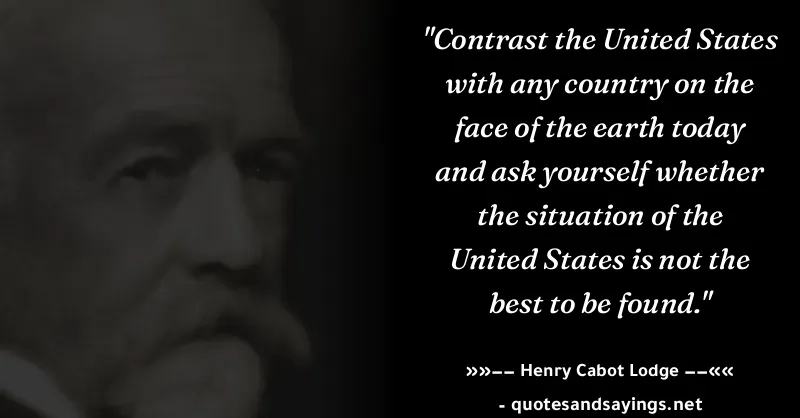 "Contrast the United States
with any country on the
face of the earth today
and ask yourself whether
the situation of the
United States is not the
best to be found."
»»–– Henry Cabot Lodge ––««
- quotesandsayings.net